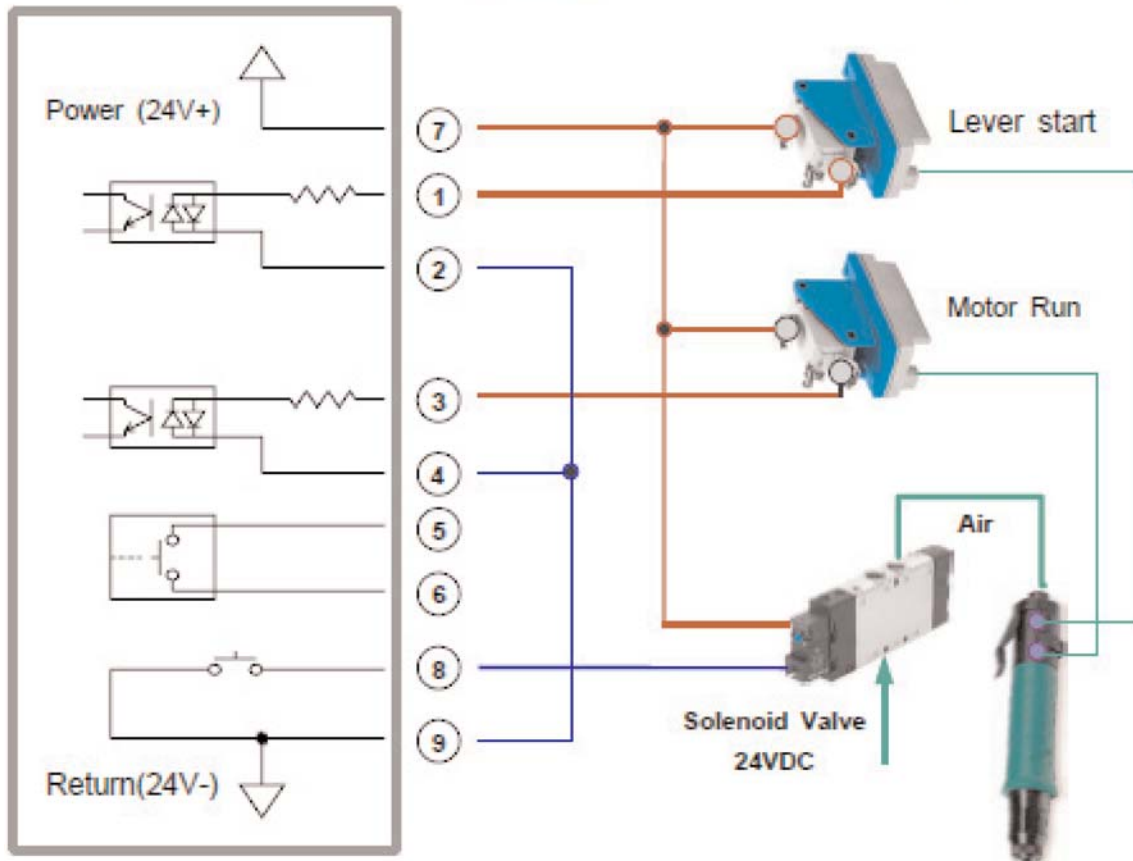 Power (24V+)
7
Lever start
1
2
Motor Run
3
4
5
Air
6
8
Solenoid Valve
24VDC
9
Return(24V-)